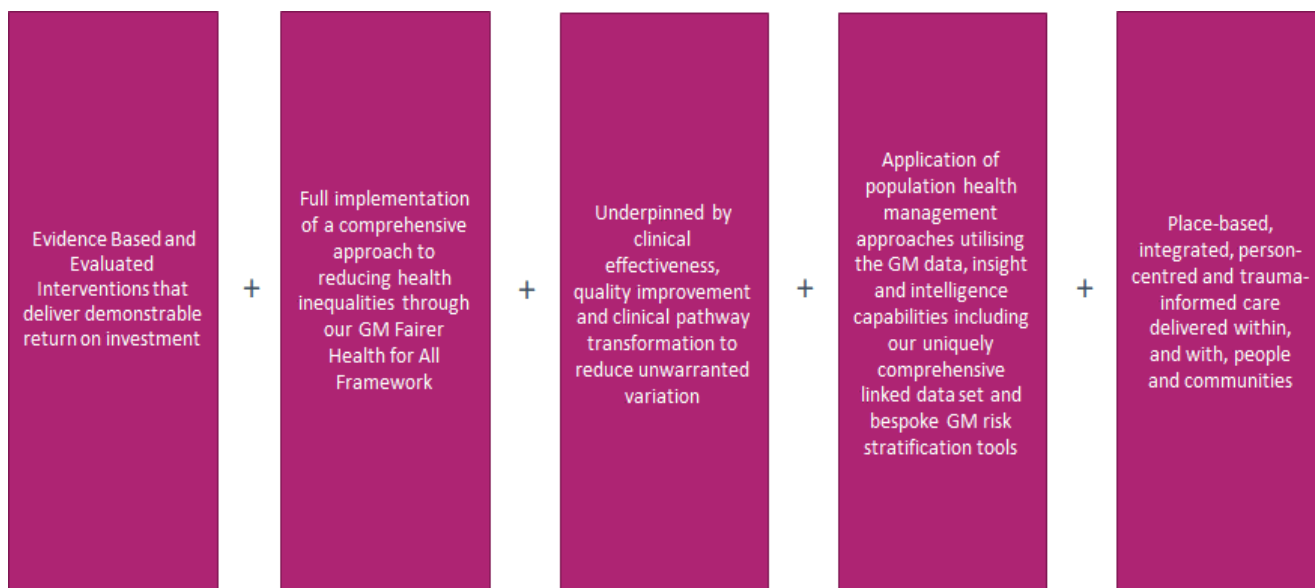 Evidence Based and
Evaluated
Interventions that
deliver demonstrable
return on investment
+
Full implementation
of a comprehensive
approach to
reducing health
inequalities through
our GM Fairer
Health for All
Framework
+
Underpinned by
clinical
effectiveness,
quality improvement
and clinical pathway
transformation to
reduce unwarranted
variation
+
Application of
population health
management
approaches utilising
the GM data, insight
and intelligence
capabilities including
our uniquely
comprehensive
linked data set and
bespoke GM risk
stratification tools
+
Place-based,
integrated, person-
centred and trauma-
informed care
delivered within,
and with, people
and communities